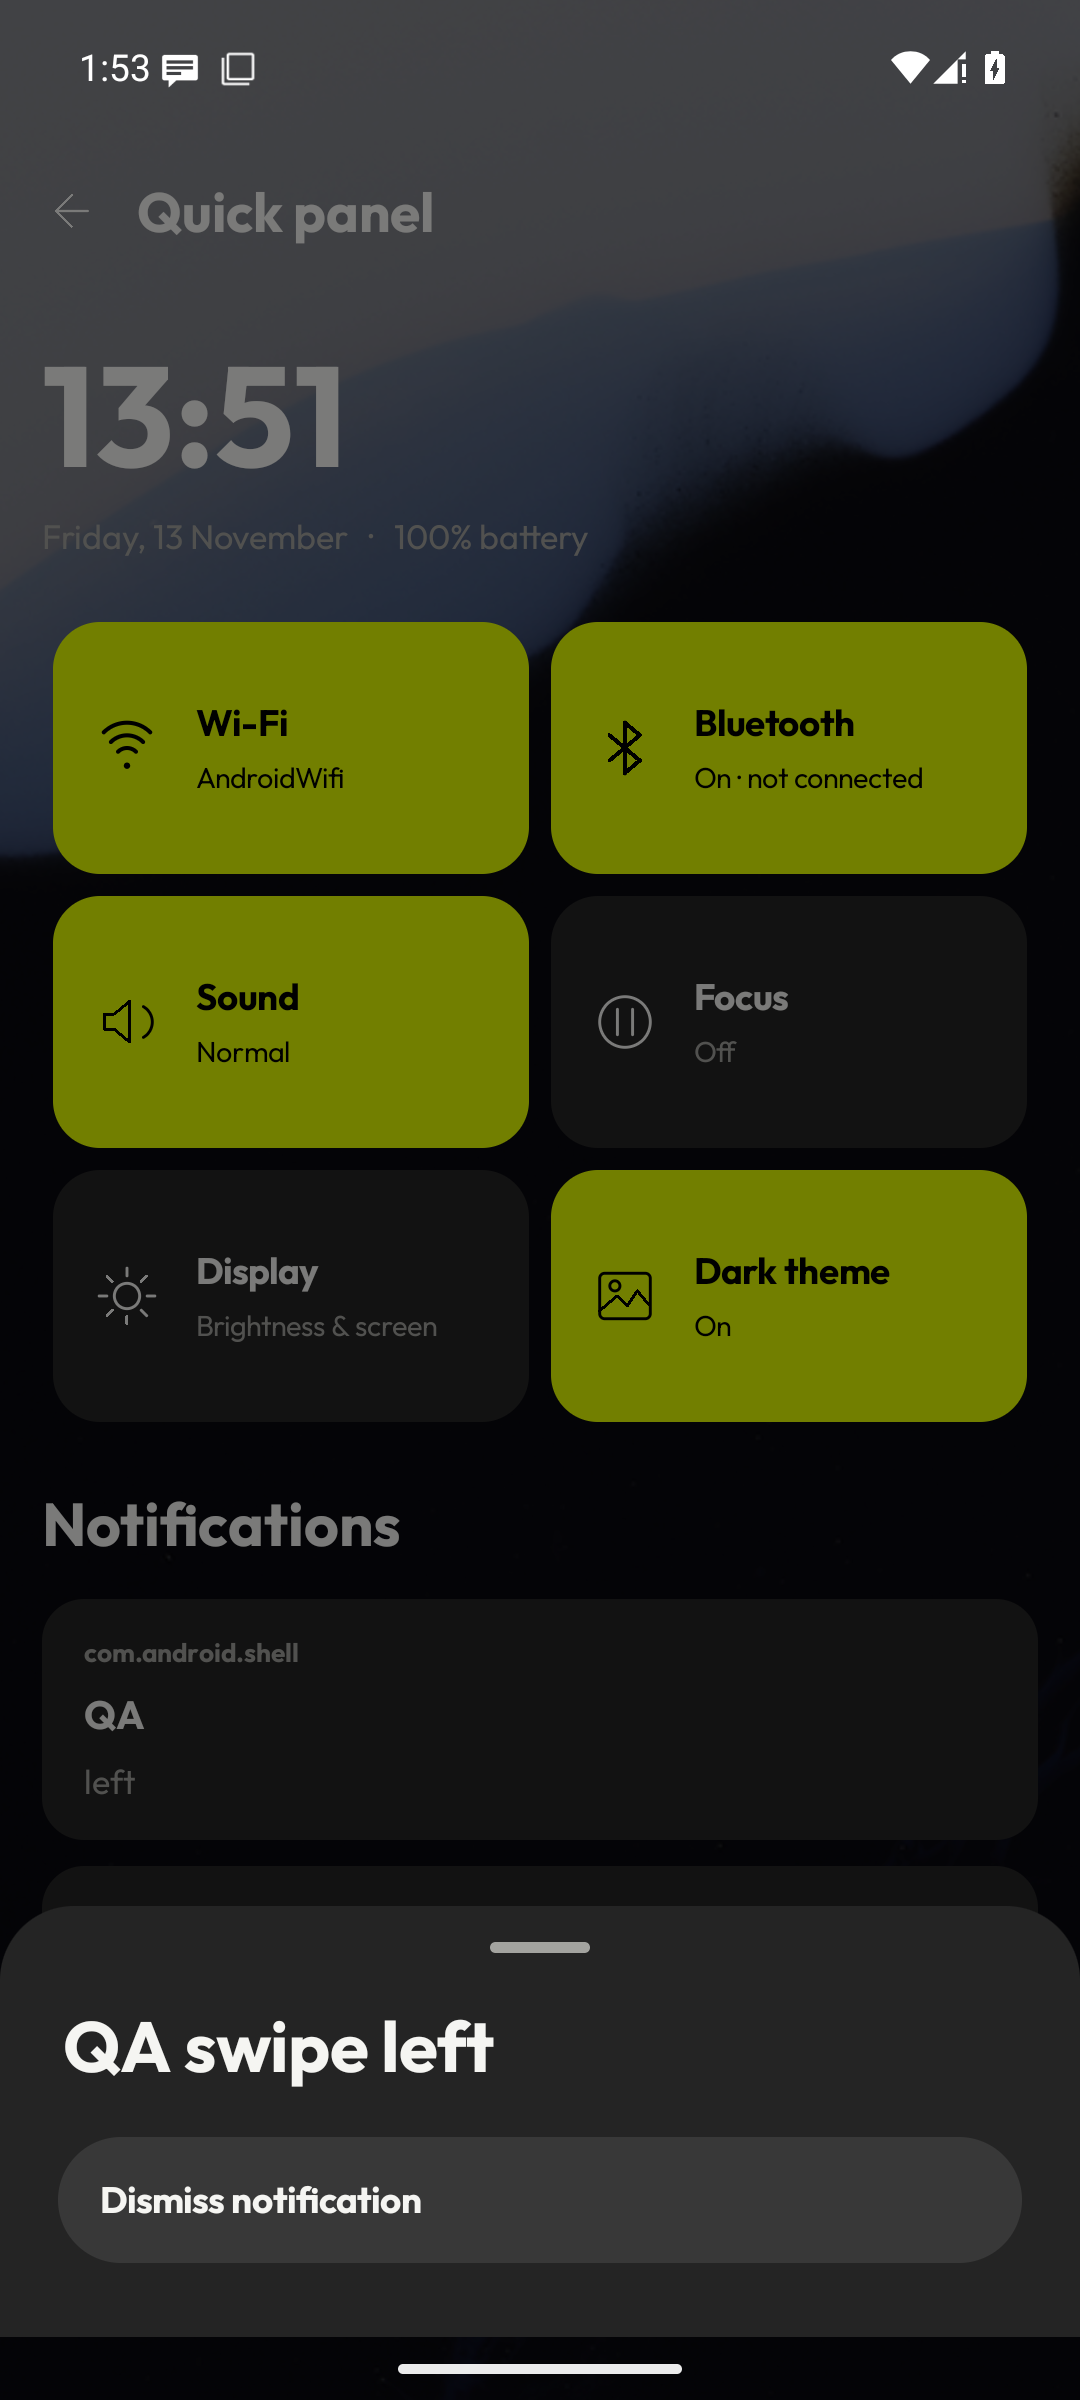 1:53
Quick panel
13:51
Friday, 13 November · 100% battery
Wi-Fi
AndroidWifi
Bluetooth
On · not connected
Sound
Normal
Focus
Off
Display
Brightness & screen
Dark theme
On
Notifications
com.android.shell
QA
left
QA swipe left
Dismiss notification